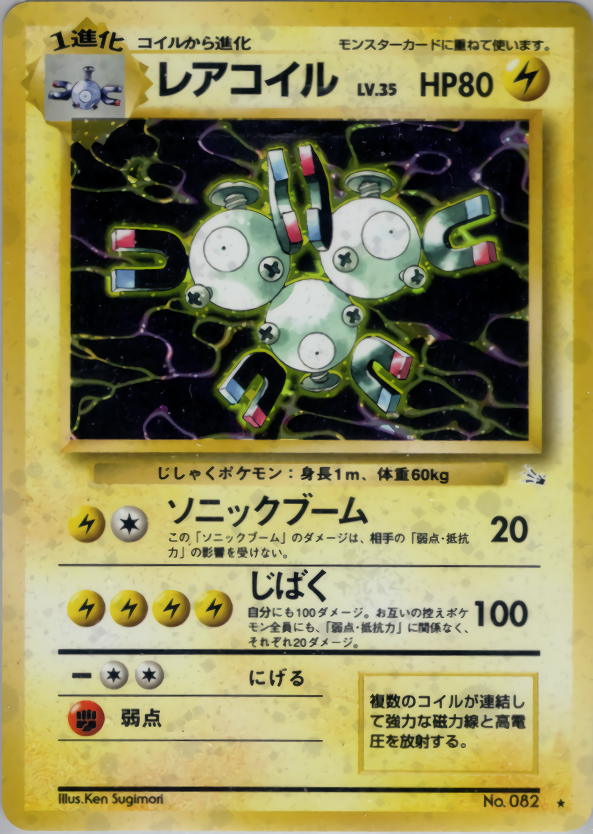 1進化 コイルから進化 モンスターカードに重ねて使います。
レアコイル LV.35 HP80
じしゃくポケモン：身長1m、体重60kg
ソニックブーム 20
この「ソニックブーム」のダメージは、相手の「弱点・抵抗
力」の影響を受けない。
じばく 100
自分にも100ダメージ。お互いの控えポケ
モン全員にも、「弱点・抵抗力」に関係なく、
それぞれ20ダメージ。
にげる
弱点
複数のコイルが連結し
て強力な磁力線と高電
圧を放射する。
Illus.Ken Sugimori No. 082 ★